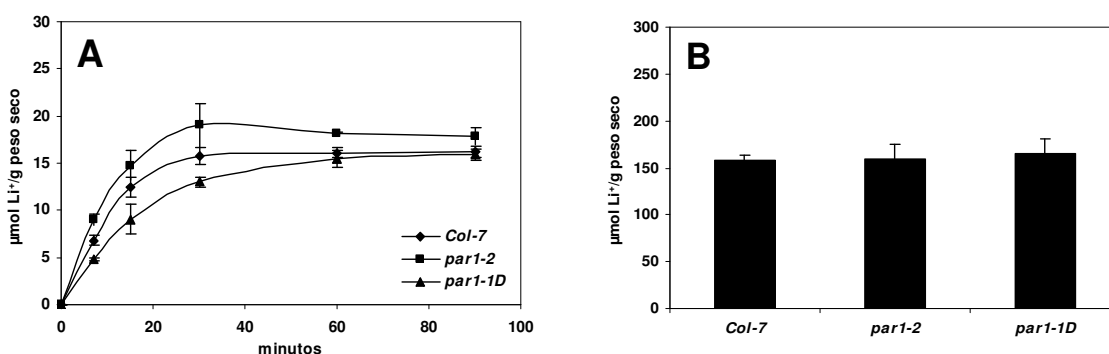 A
30
25
20
15
10
5
0
µmol Li⁺/g peso seco
0 20 40 60 80 100
minutos
Col-7
par1-2
par1-1D
B
300
250
200
150
100
50
0
µmol Li⁺/g peso seco
Col-7 par1-2 par1-1D